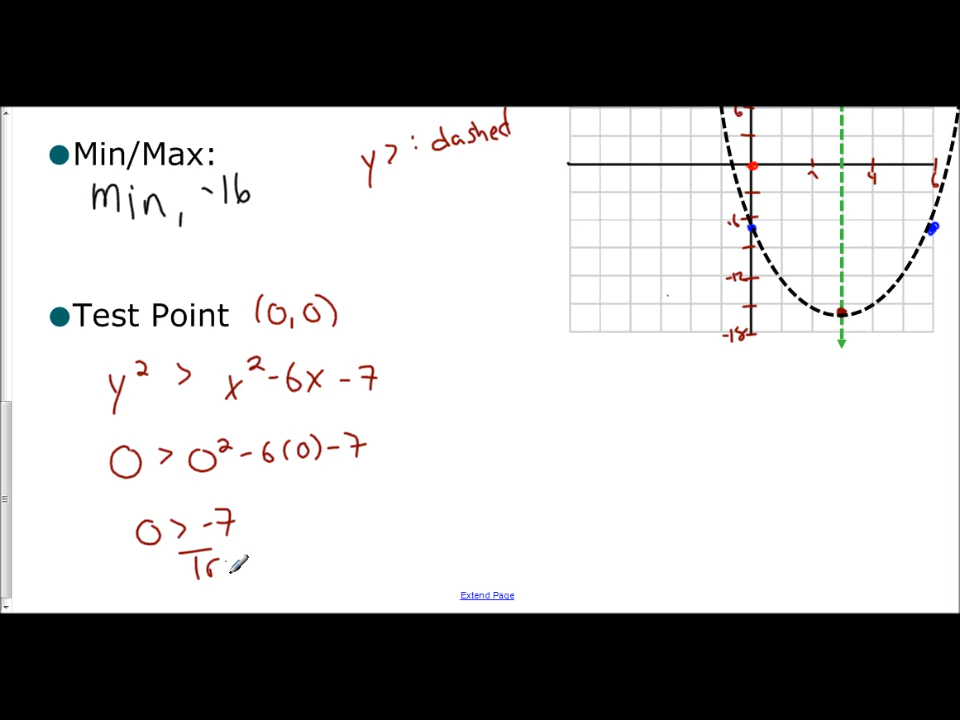 Min/Max:
min, -16
y > : dashed
Test Point (0,0)
y² > x² - 6x - 7
0 > 0² - 6(0) - 7
0 > -7
Tr
6
2
4
6
-6
-12
-18
Extend Page